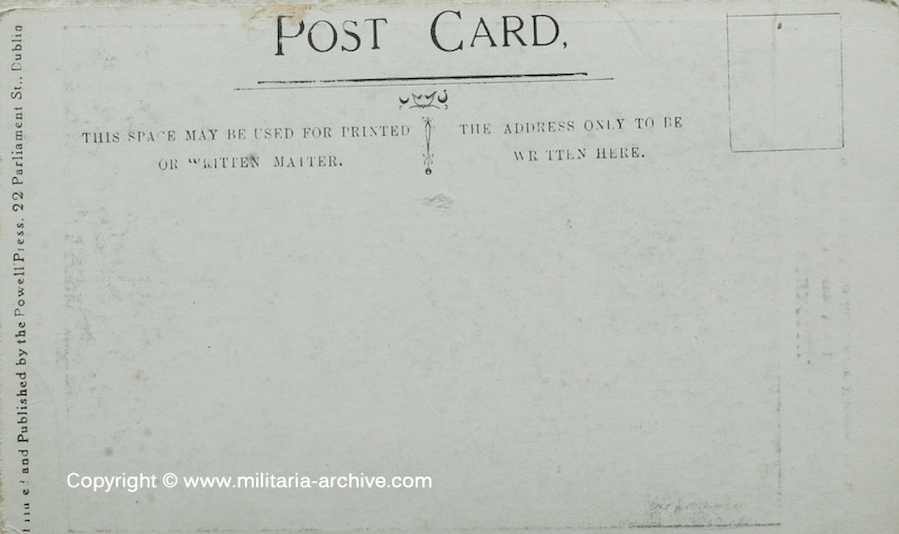 POST CARD.
THIS SPACE MAY BE USED FOR PRINTED
OR WRITTEN MATTER.
THE ADDRESS ONLY TO BE
WRITTEN HERE.
Printed and Published by the Powell Press, 22 Parliament St., Dublin
Copyright © www.militaria-archive.com